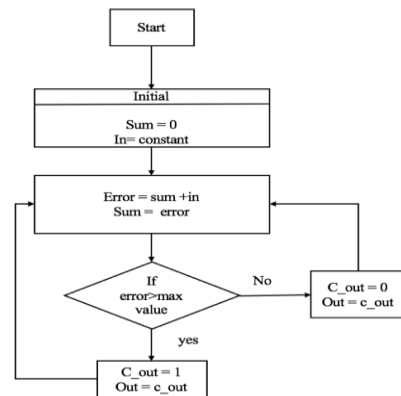 Start
Initial
Sum = 0
In= constant
Error = sum +in
Sum = error
If
error>max
value
No
C_out = 0
Out = c_out
yes
C_out = 1
Out = c_out